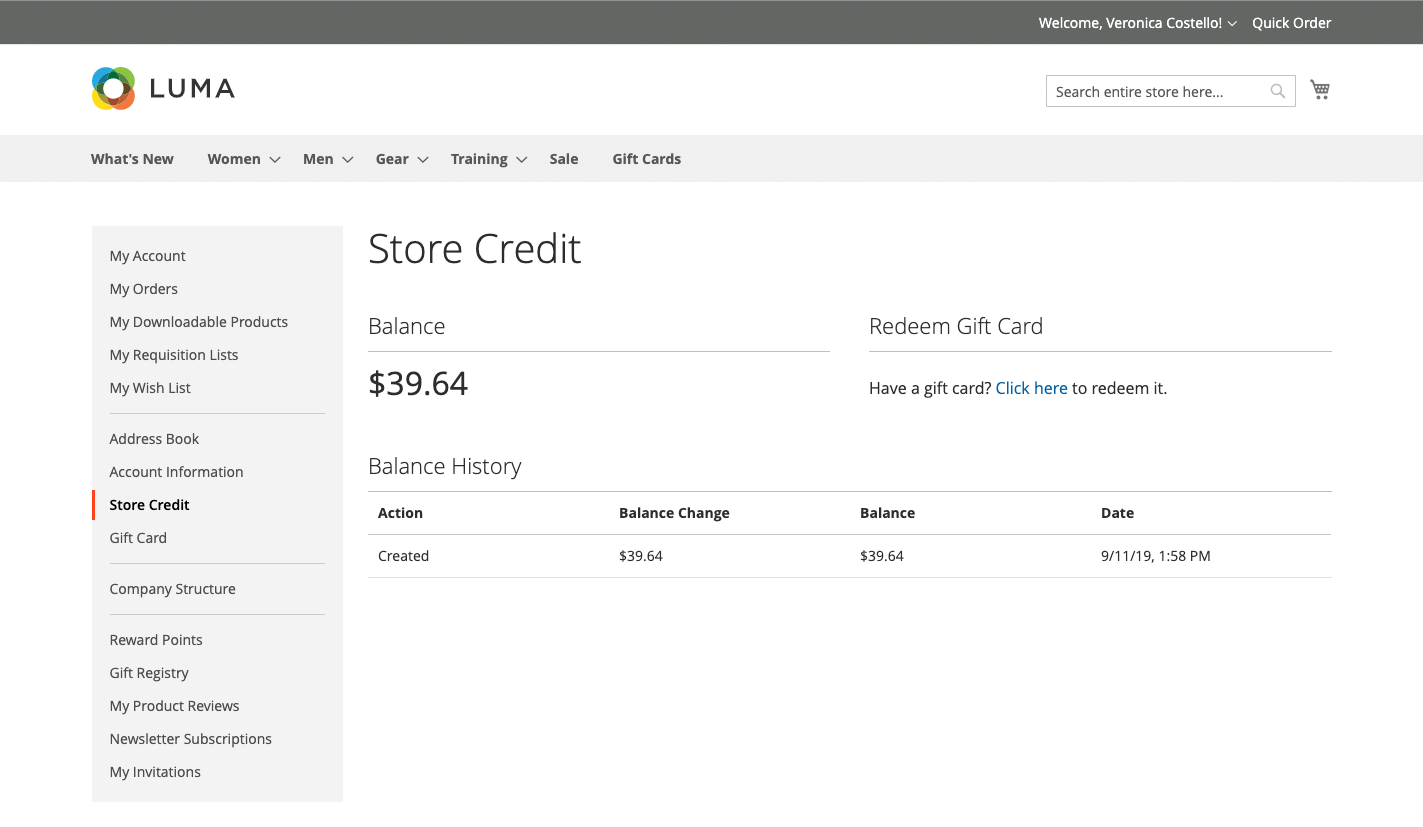 Welcome, Veronica Costello! Quick Order
LUMA
Search entire store here...
What's New Women Men Gear Training Sale Gift Cards
My Account
My Orders
My Downloadable Products
My Requisition Lists
My Wish List
Address Book
Account Information
Store Credit
Gift Card
Company Structure
Reward Points
Gift Registry
My Product Reviews
Newsletter Subscriptions
My Invitations
Store Credit
Balance
$39.64
Redeem Gift Card
Have a gift card? Click here to redeem it.
Balance History
Action Balance Change Balance Date
Created $39.64 $39.64 9/11/19, 1:58 PM